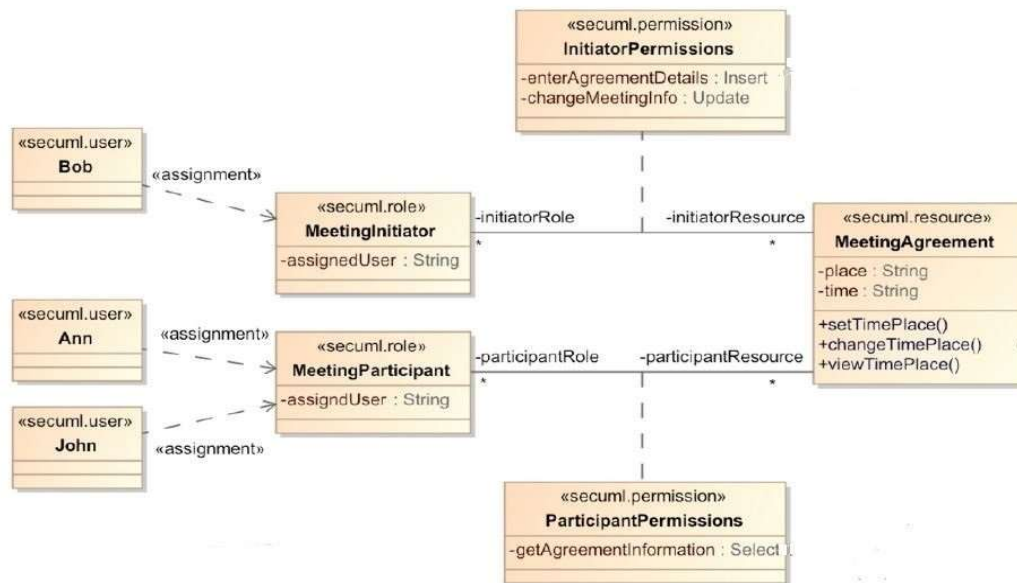 «secuml.permission»
InitiatorPermissions
-enterAgreementDetails : Insert
-changeMeetingInfo : Update
«secuml.user»
Bob
«assignment»
«secuml.role»
MeetingInitiator
-assignedUser : String
-initiatorRole
*
-initiatorResource
*
«secuml.resource»
MeetingAgreement
-place : String
-time : String
+setTimePlace()
+changeTimePlace()
+viewTimePlace()
«secuml.user»
Ann
«assignment»
«secuml.role»
MeetingParticipant
-assigndUser : String
-participantRole
*
-participantResource
*
«secuml.user»
John
«assignment»
«secuml.permission»
ParticipantPermissions
-getAgreementInformation : Select